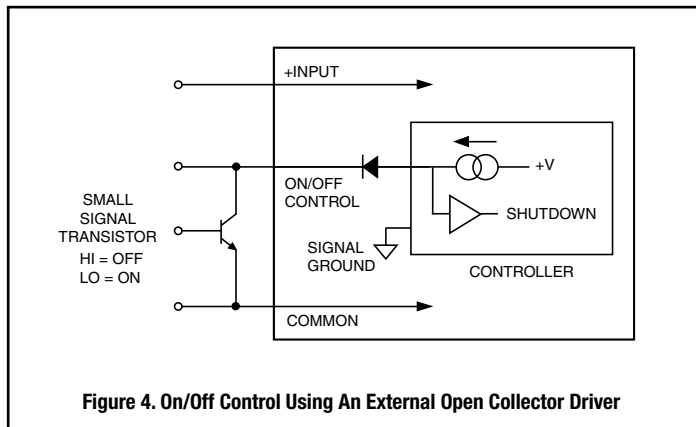 +INPUT
+V
ON/OFF
CONTROL
SMALL
SIGNAL
TRANSISTOR
HI = OFF
LO = ON
SHUTDOWN
SIGNAL
GROUND
CONTROLLER
COMMON
Figure 4. On/Off Control Using An External Open Collector Driver